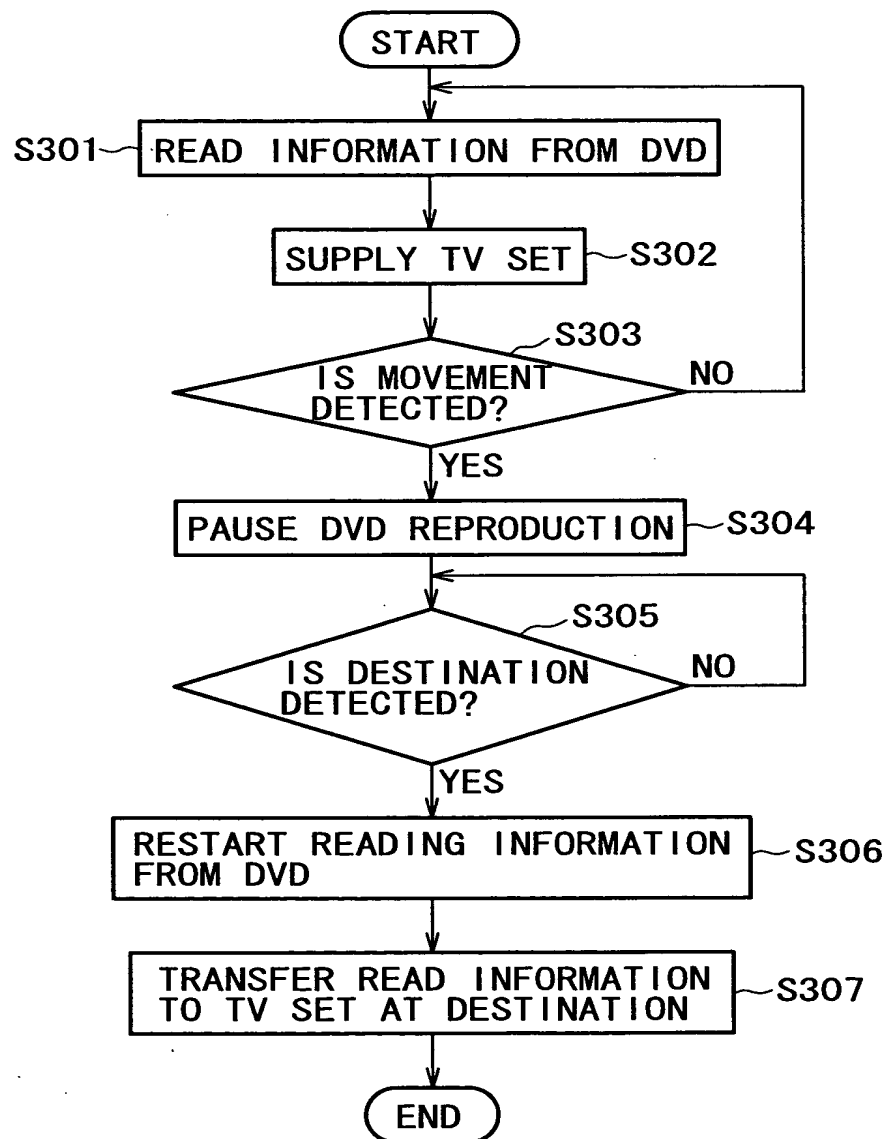 START
S301 READ INFORMATION FROM DVD
SUPPLY TV SET S302
S303
IS MOVEMENT
DETECTED?
NO
YES
PAUSE DVD REPRODUCTION S304
S305
IS DESTINATION
DETECTED?
NO
YES
RESTART READING INFORMATION
FROM DVD
S306
TRANSFER READ INFORMATION
TO TV SET AT DESTINATION
S307
END